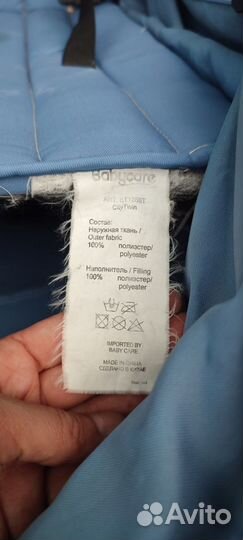 Babycare
CityTwin
Состав:
Наружная ткань /
Outer fabric
100% полиэстер/
polyester
Наполнитель / Filling
100% полиэстер/
polyester
IMPORTED BY
BABY CARE
MADE IN CHINA
СДЕЛАНО В КИТАЕ
Avito